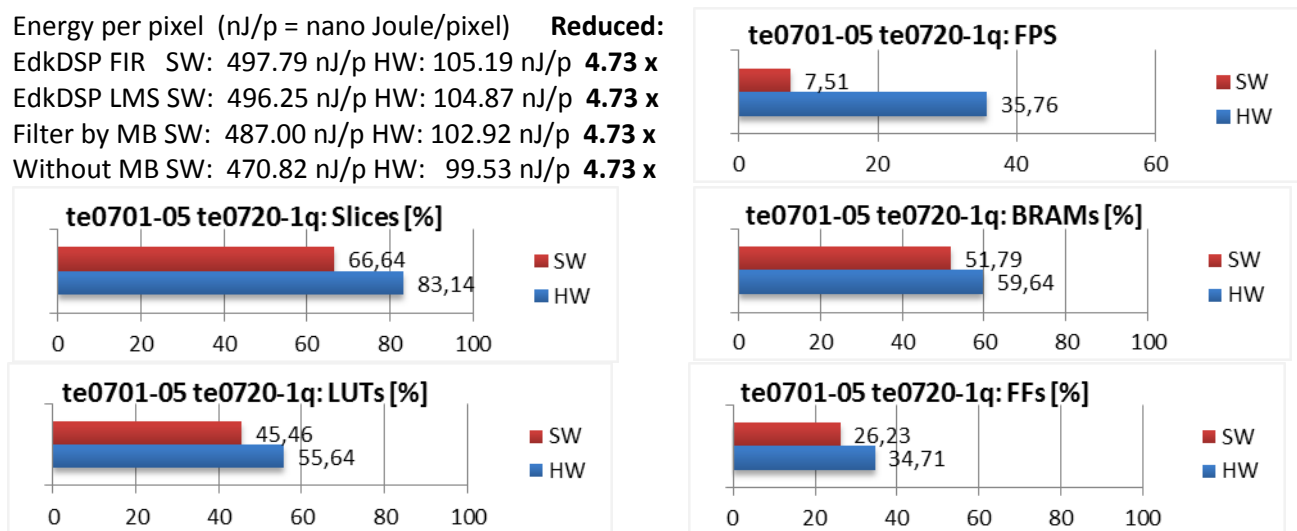 Energy per pixel (nJ/p = nano Joule/pixel) Reduced:
EdkDSP FIR SW: 497.79 nJ/p HW: 105.19 nJ/p 4.73 x
EdkDSP LMS SW: 496.25 nJ/p HW: 104.87 nJ/p 4.73 x
Filter by MB SW: 487.00 nJ/p HW: 102.92 nJ/p 4.73 x
Without MB SW: 470.82 nJ/p HW: 99.53 nJ/p 4.73 x
te0701-05 te0720-1q: FPS
7,51
35,76
SW
HW
0 20 40 60
te0701-05 te0720-1q: Slices [%]
66,64
83,14
SW
HW
0 20 40 60 80 100
te0701-05 te0720-1q: BRAMs [%]
51,79
59,64
SW
HW
0 20 40 60 80 100
te0701-05 te0720-1q: LUTs [%]
45,46
55,64
SW
HW
0 20 40 60 80 100
te0701-05 te0720-1q: FFs [%]
26,23
34,71
SW
HW
0 20 40 60 80 100